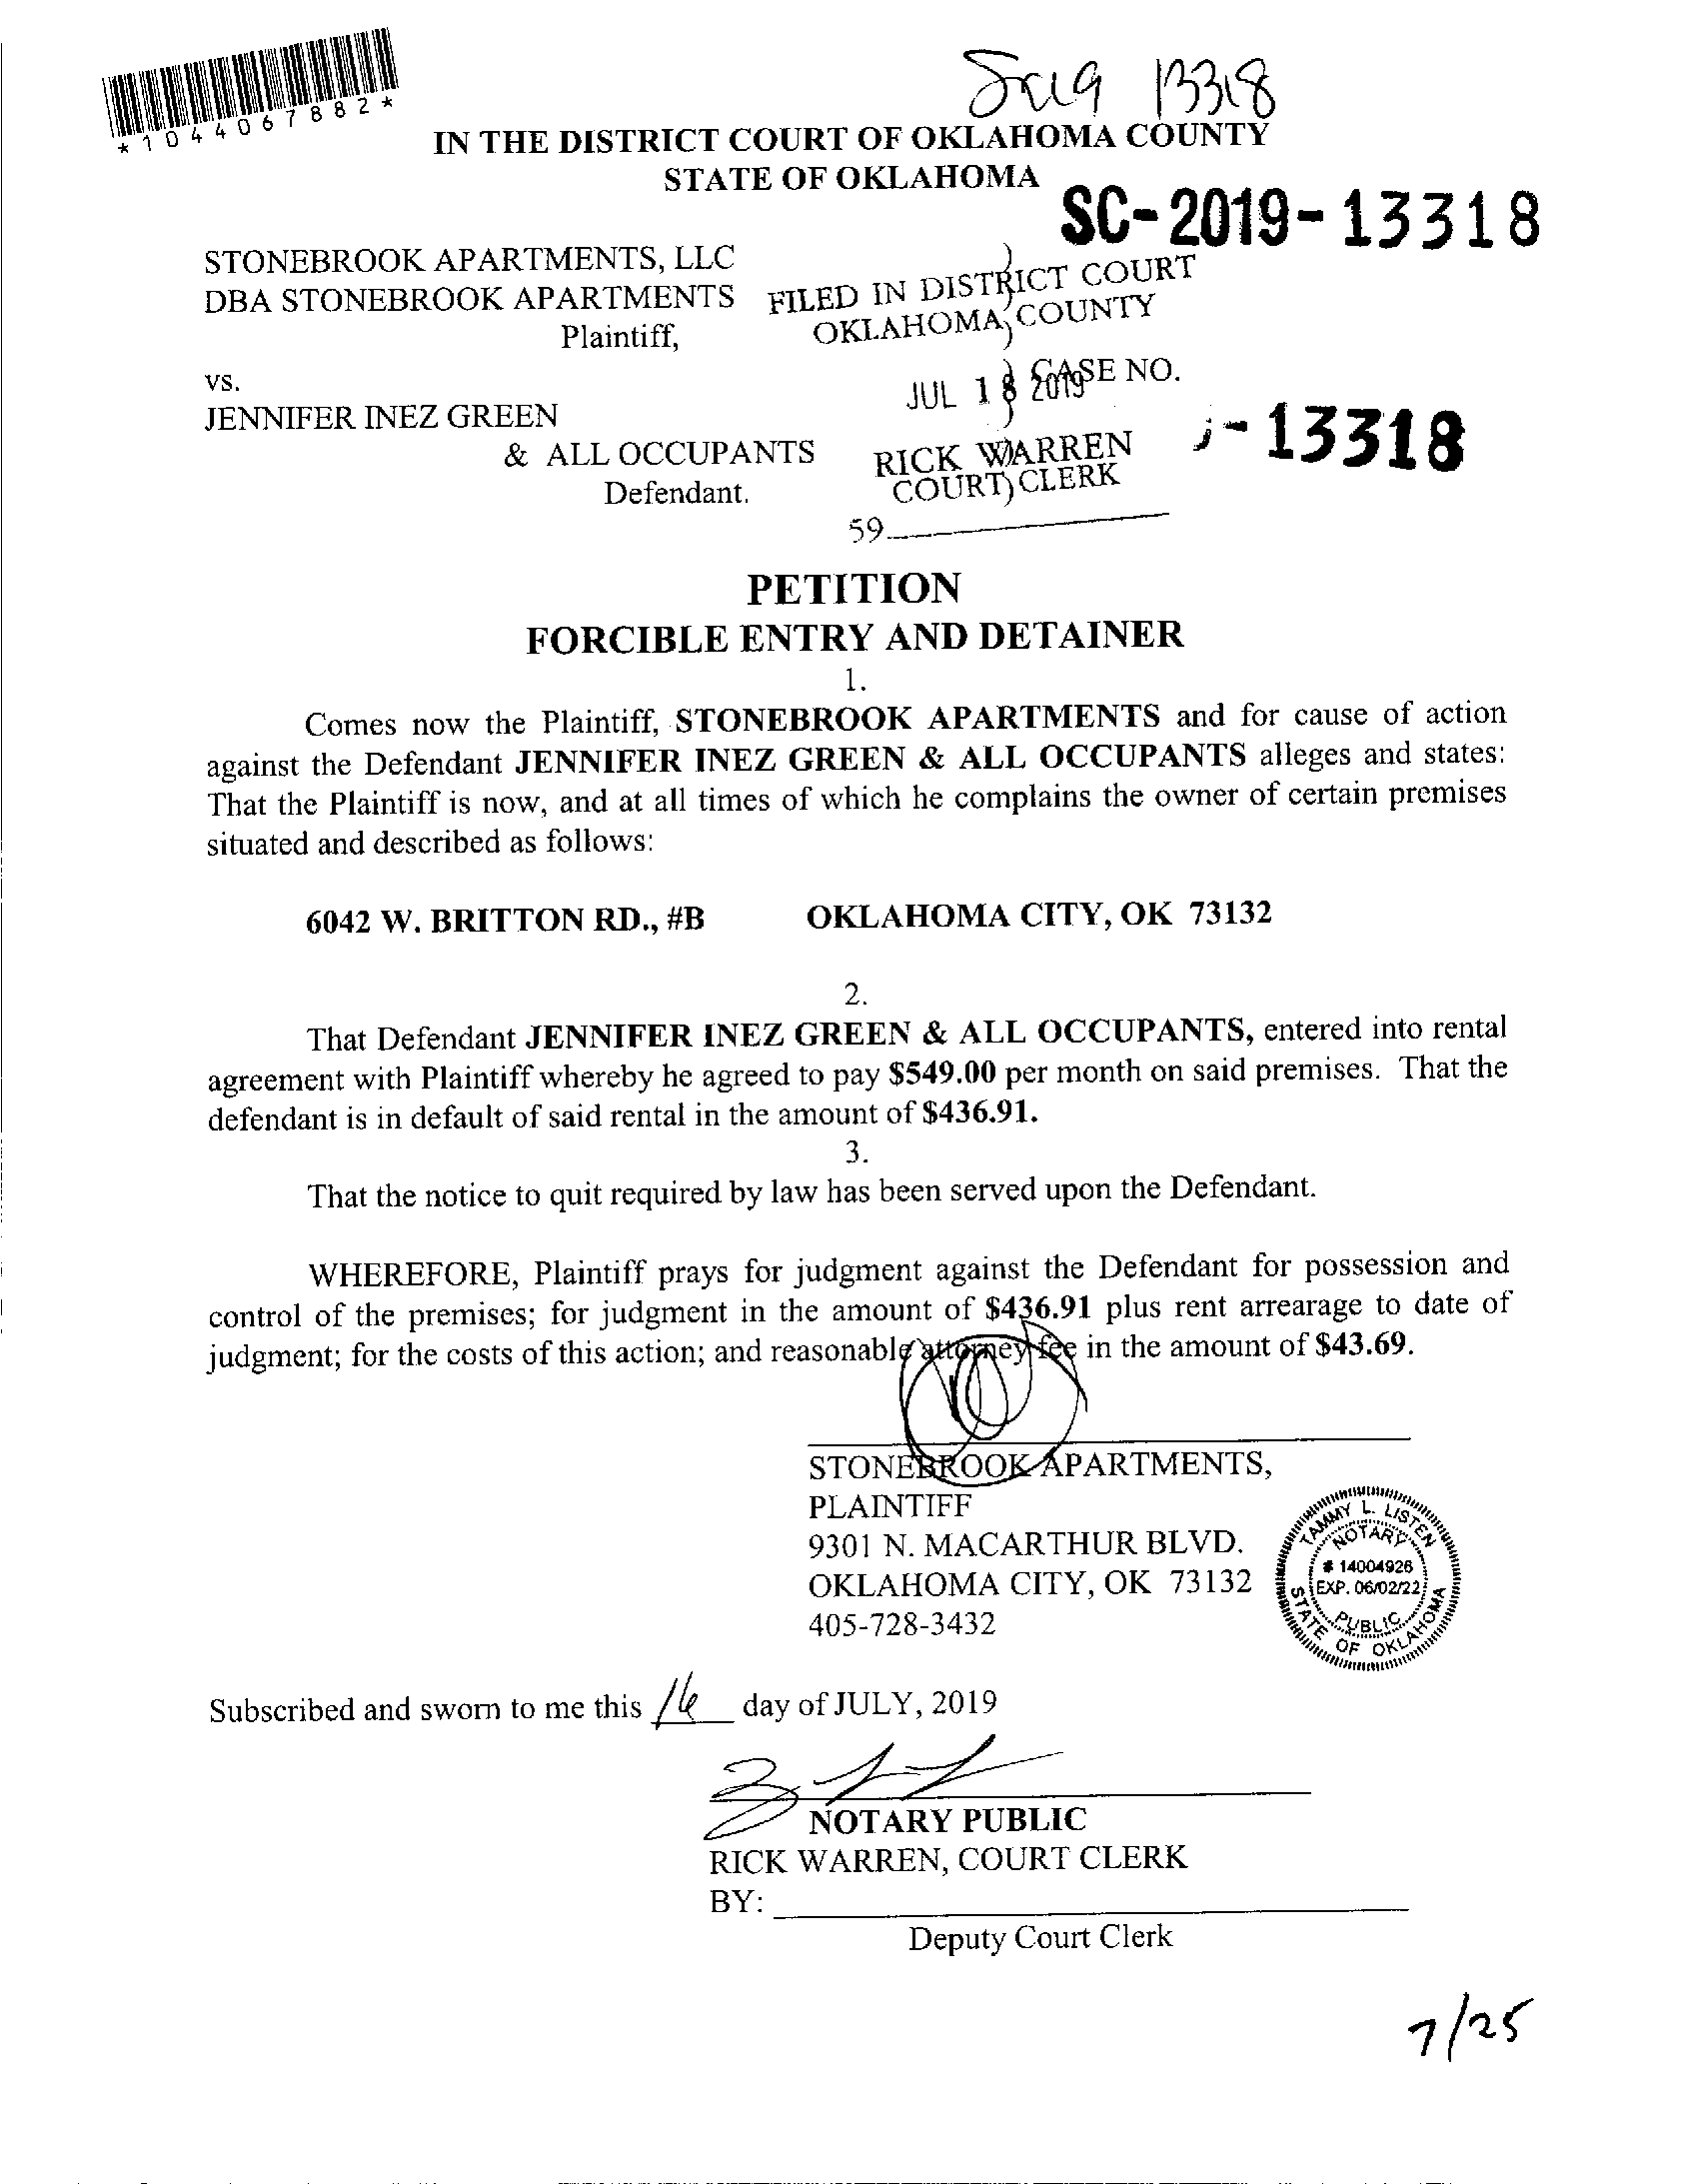 *1044067882*
13318
IN THE DISTRICT COURT OF OKLAHOMA COUNTY
STATE OF OKLAHOMA
SC-2019-13318
STONEBROOK APARTMENTS, LLC
DBA STONEBROOK APARTMENTS
Plaintiff,
FILED IN DISTRICT COURT
OKLAHOMA COUNTY
vs.
JUL 18 2019
CASE NO.
JENNIFER INEZ GREEN
& ALL OCCUPANTS
Defendant.
RICK WARREN
COURT CLERK
-13318
59
PETITION
FORCIBLE ENTRY AND DETAINER
1.
Comes now the Plaintiff, STONEBROOK APARTMENTS and for cause of action
against the Defendant JENNIFER INEZ GREEN & ALL OCCUPANTS alleges and states:
That the Plaintiff is now, and at all times of which he complains the owner of certain premises
situated and described as follows:
6042 W. BRITTON RD., #B OKLAHOMA CITY, OK 73132
2.
That Defendant JENNIFER INEZ GREEN & ALL OCCUPANTS, entered into rental
agreement with Plaintiff whereby he agreed to pay $549.00 per month on said premises. That the
defendant is in default of said rental in the amount of $436.91.
3.
That the notice to quit required by law has been served upon the Defendant.
WHEREFORE, Plaintiff prays for judgment against the Defendant for possession and
control of the premises; for judgment in the amount of $436.91 plus rent arrearage to date of
judgment; for the costs of this action; and reasonable attorney fee in the amount of $43.69.
STONEBROOK APARTMENTS,
PLAINTIFF
9301 N. MACARTHUR BLVD.
OKLAHOMA CITY, OK 73132
405-728-3432
TAMMY L. LISTEN
NOTARY
# 14004926
EXP. 06/02/22
PUBLIC
STATE OF OKLAHOMA
Subscribed and sworn to me this 16 day of JULY, 2019
NOTARY PUBLIC
RICK WARREN, COURT CLERK
BY:
Deputy Court Clerk
7/25